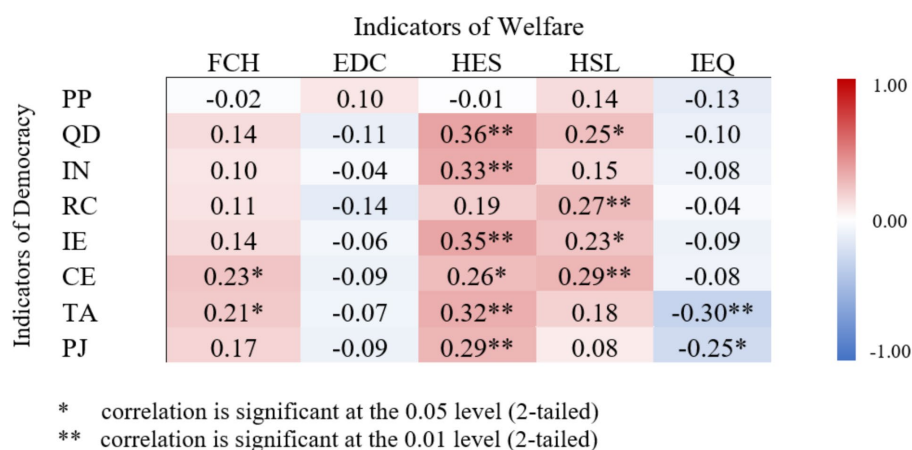 Indicators of Welfare
FCH EDC HES HSL IEQ
Indicators of Democracy
PP -0.02 0.10 -0.01 0.14 -0.13
QD 0.14 -0.11 0.36** 0.25* -0.10
IN 0.10 -0.04 0.33** 0.15 -0.08
RC 0.11 -0.14 0.19 0.27** -0.04
IE 0.14 -0.06 0.35** 0.23* -0.09
CE 0.23* -0.09 0.26* 0.29** -0.08
TA 0.21* -0.07 0.32** 0.18 -0.30**
PJ 0.17 -0.09 0.29** 0.08 -0.25*
1.00
0.00
-1.00
* correlation is significant at the 0.05 level (2-tailed)
** correlation is significant at the 0.01 level (2-tailed)